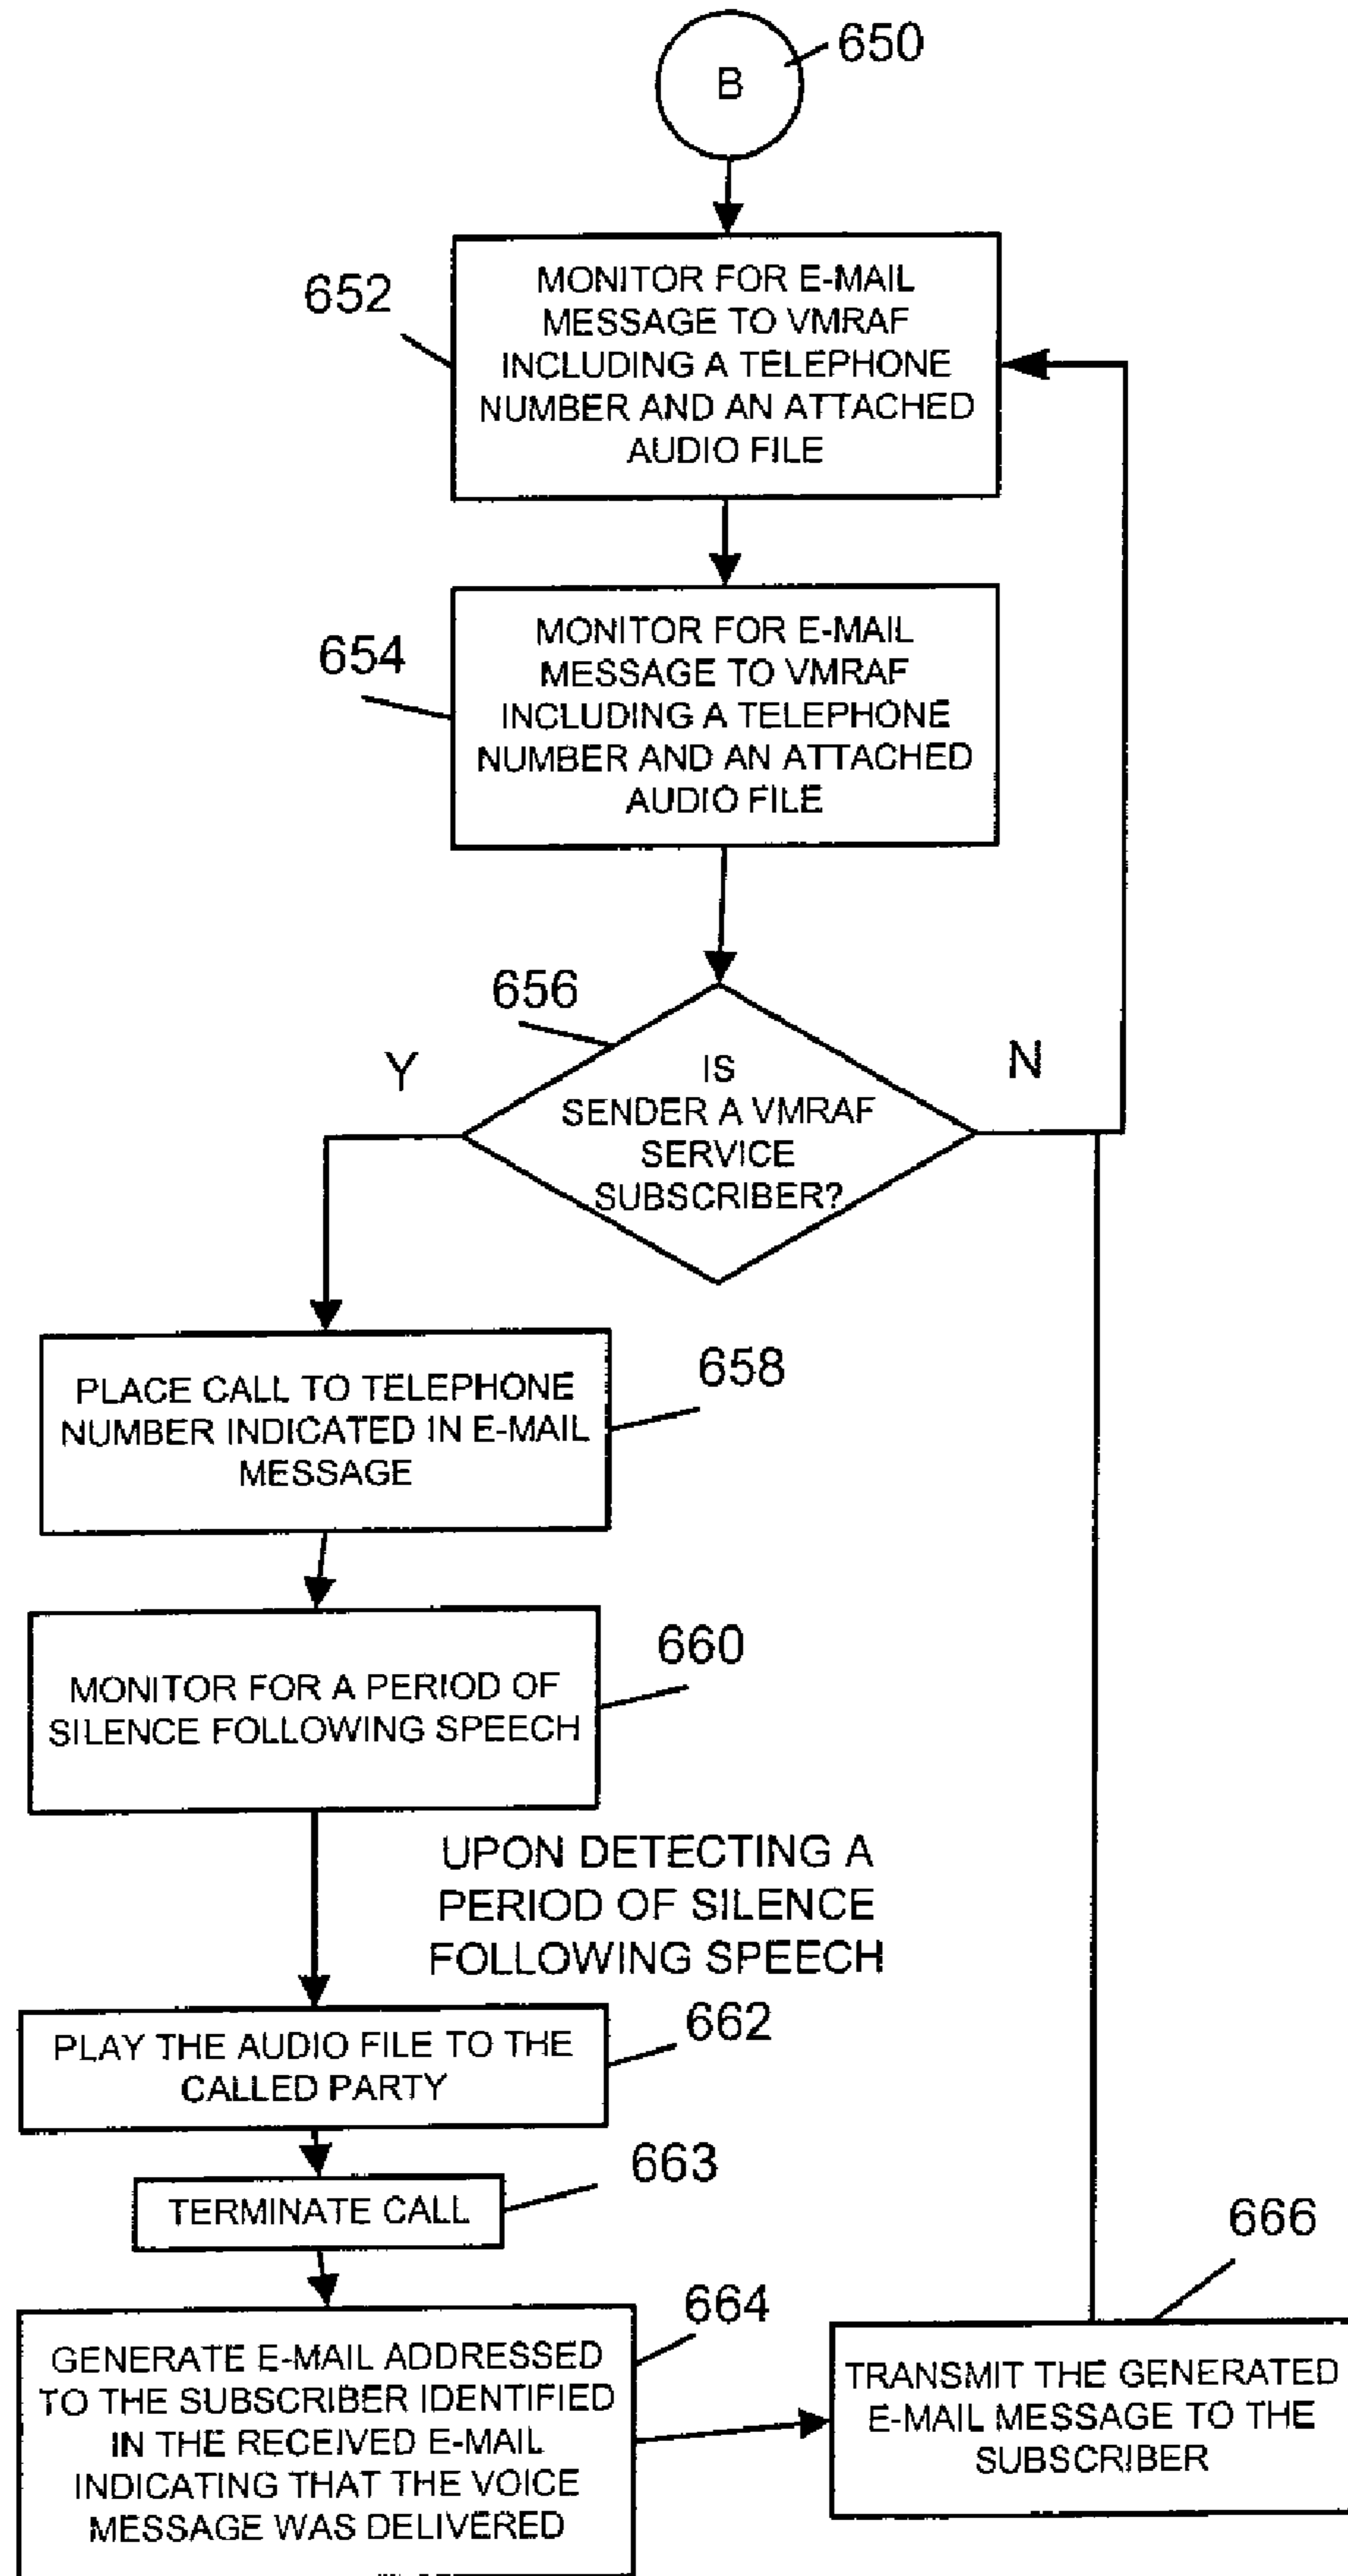 B
650
652
MONITOR FOR E-MAIL
MESSAGE TO VMRAF
INCLUDING A TELEPHONE
NUMBER AND AN ATTACHED
AUDIO FILE
654
MONITOR FOR E-MAIL
MESSAGE TO VMRAF
INCLUDING A TELEPHONE
NUMBER AND AN ATTACHED
AUDIO FILE
656
Y
N
IS
SENDER A VMRAF
SERVICE
SUBSCRIBER?
658
PLACE CALL TO TELEPHONE
NUMBER INDICATED IN E-MAIL
MESSAGE
660
MONITOR FOR A PERIOD OF
SILENCE FOLLOWING SPEECH
UPON DETECTING A
PERIOD OF SILENCE
FOLLOWING SPEECH
662
PLAY THE AUDIO FILE TO THE
CALLED PARTY
663
TERMINATE CALL
664
GENERATE E-MAIL ADDRESSED
TO THE SUBSCRIBER IDENTIFIED
IN THE RECEIVED E-MAIL
INDICATING THAT THE VOICE
MESSAGE WAS DELIVERED
666
TRANSMIT THE GENERATED
E-MAIL MESSAGE TO THE
SUBSCRIBER